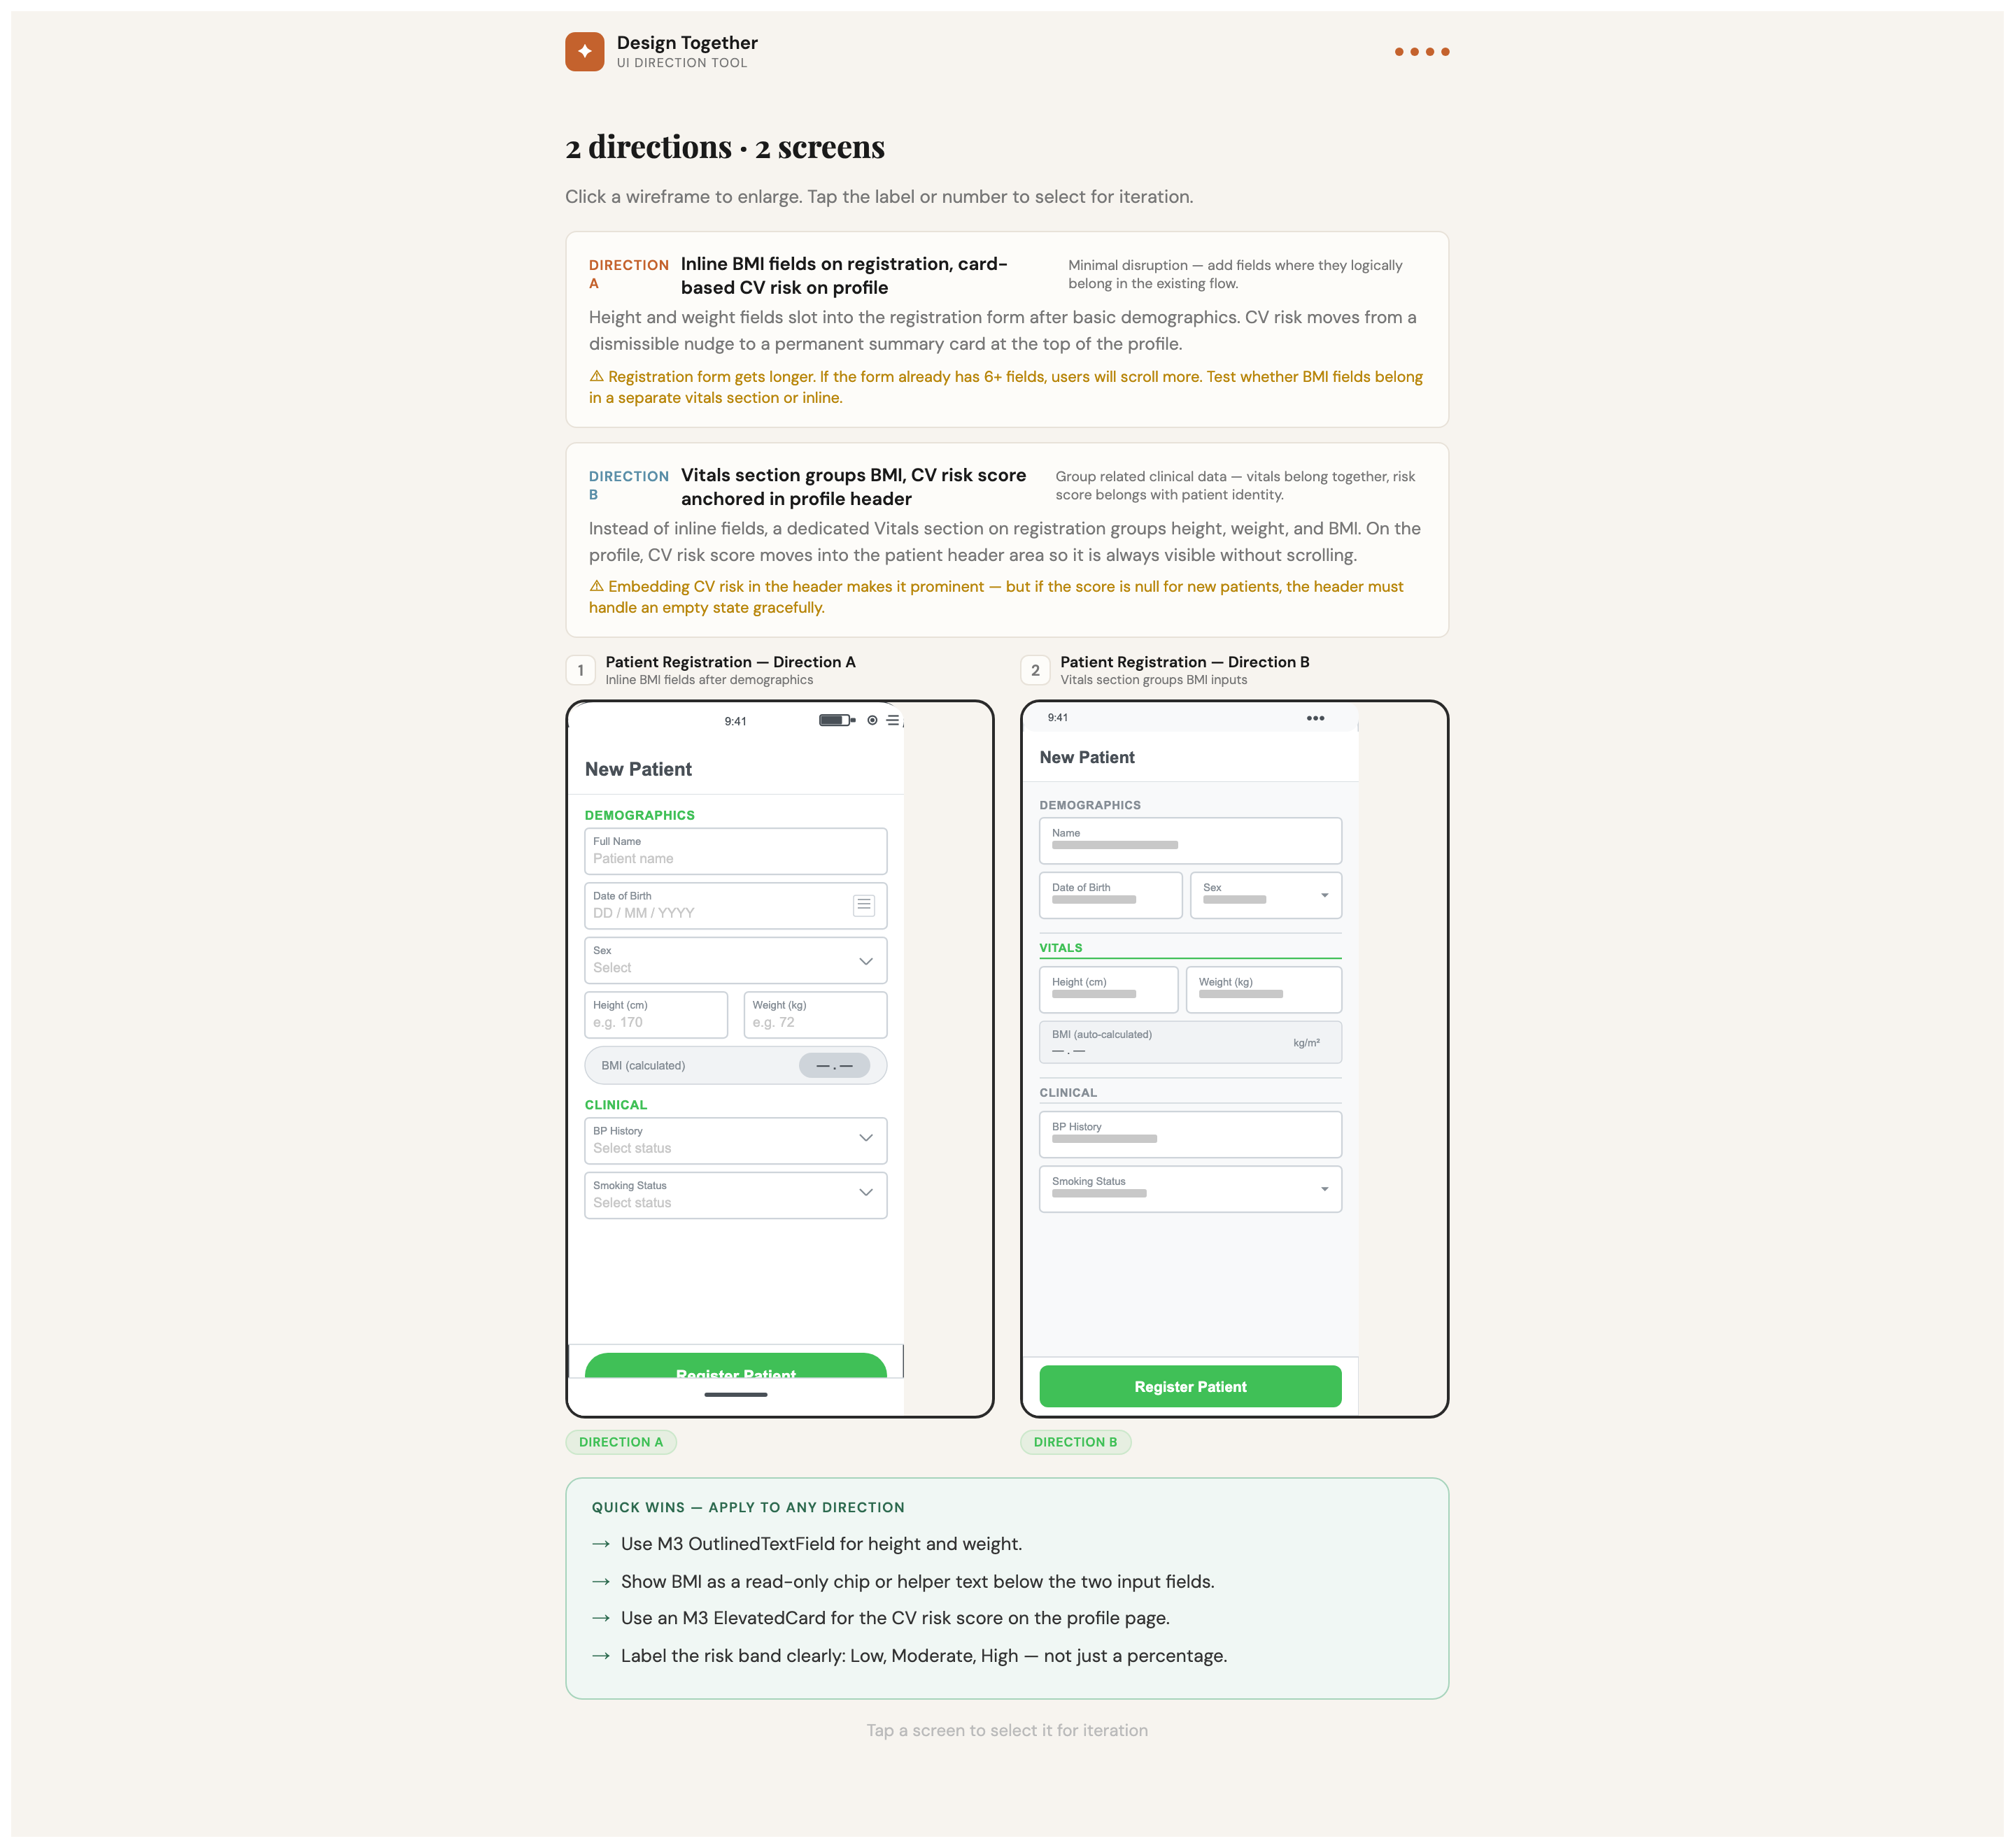 Design Together
UI DIRECTION TOOL
2 directions · 2 screens
Click a wireframe to enlarge. Tap the label or number to select for iteration.
DIRECTION A
Inline BMI fields on registration, card-
based CV risk on profile
Minimal disruption — add fields where they logically
belong in the existing flow.
Height and weight fields slot into the registration form after basic demographics. CV risk moves from a
dismissible nudge to a permanent summary card at the top of the profile.
⚠ Registration form gets longer. If the form already has 6+ fields, users will scroll more. Test whether BMI fields belong
in a separate vitals section or inline.
DIRECTION B
Vitals section groups BMI, CV risk score
anchored in profile header
Group related clinical data — vitals belong together, risk
score belongs with patient identity.
Instead of inline fields, a dedicated Vitals section on registration groups height, weight, and BMI. On the
profile, CV risk score moves into the patient header area so it is always visible without scrolling.
⚠ Embedding CV risk in the header makes it prominent — but if the score is null for new patients, the header must
handle an empty state gracefully.
1
Patient Registration — Direction A
Inline BMI fields after demographics
9:41
New Patient
DEMOGRAPHICS
Full Name
Patient name
Date of Birth
DD / MM / YYYY
Sex
Select
Height (cm)
e.g. 170
Weight (kg)
e.g. 72
BMI (calculated)
— . —
CLINICAL
BP History
Select status
Smoking Status
Select status
Register Patient
DIRECTION A
2
Patient Registration — Direction B
Vitals section groups BMI inputs
9:41
New Patient
DEMOGRAPHICS
Name
Date of Birth
Sex
VITALS
Height (cm)
Weight (kg)
BMI (auto-calculated)
— . —
kg/m²
CLINICAL
BP History
Smoking Status
Register Patient
DIRECTION B
QUICK WINS — APPLY TO ANY DIRECTION
→ Use M3 OutlinedTextField for height and weight.
→ Show BMI as a read-only chip or helper text below the two input fields.
→ Use an M3 ElevatedCard for the CV risk score on the profile page.
→ Label the risk band clearly: Low, Moderate, High — not just a percentage.
Tap a screen to select it for iteration